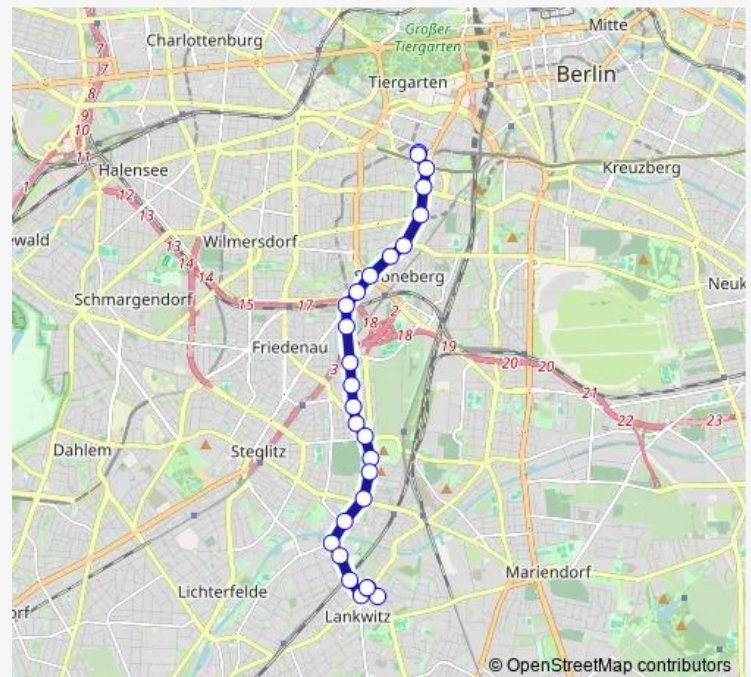 Mitte
Großer
Tiergarten
Charlottenburg
7
7
Tiergarten
Berlin
8
9
10
11
Halensee
Kreuzberg
1
12
13
13
14
14
ewald
Wilmersdorf
Neuk
Schmargendorf
15
17
2
18
18
19
Friedenau
3
20
20
21
22
23
Dahlem
Steglitz
Mariendorf
Lichterfelde
orf
Lankwitz
© OpenStreetMap contributors